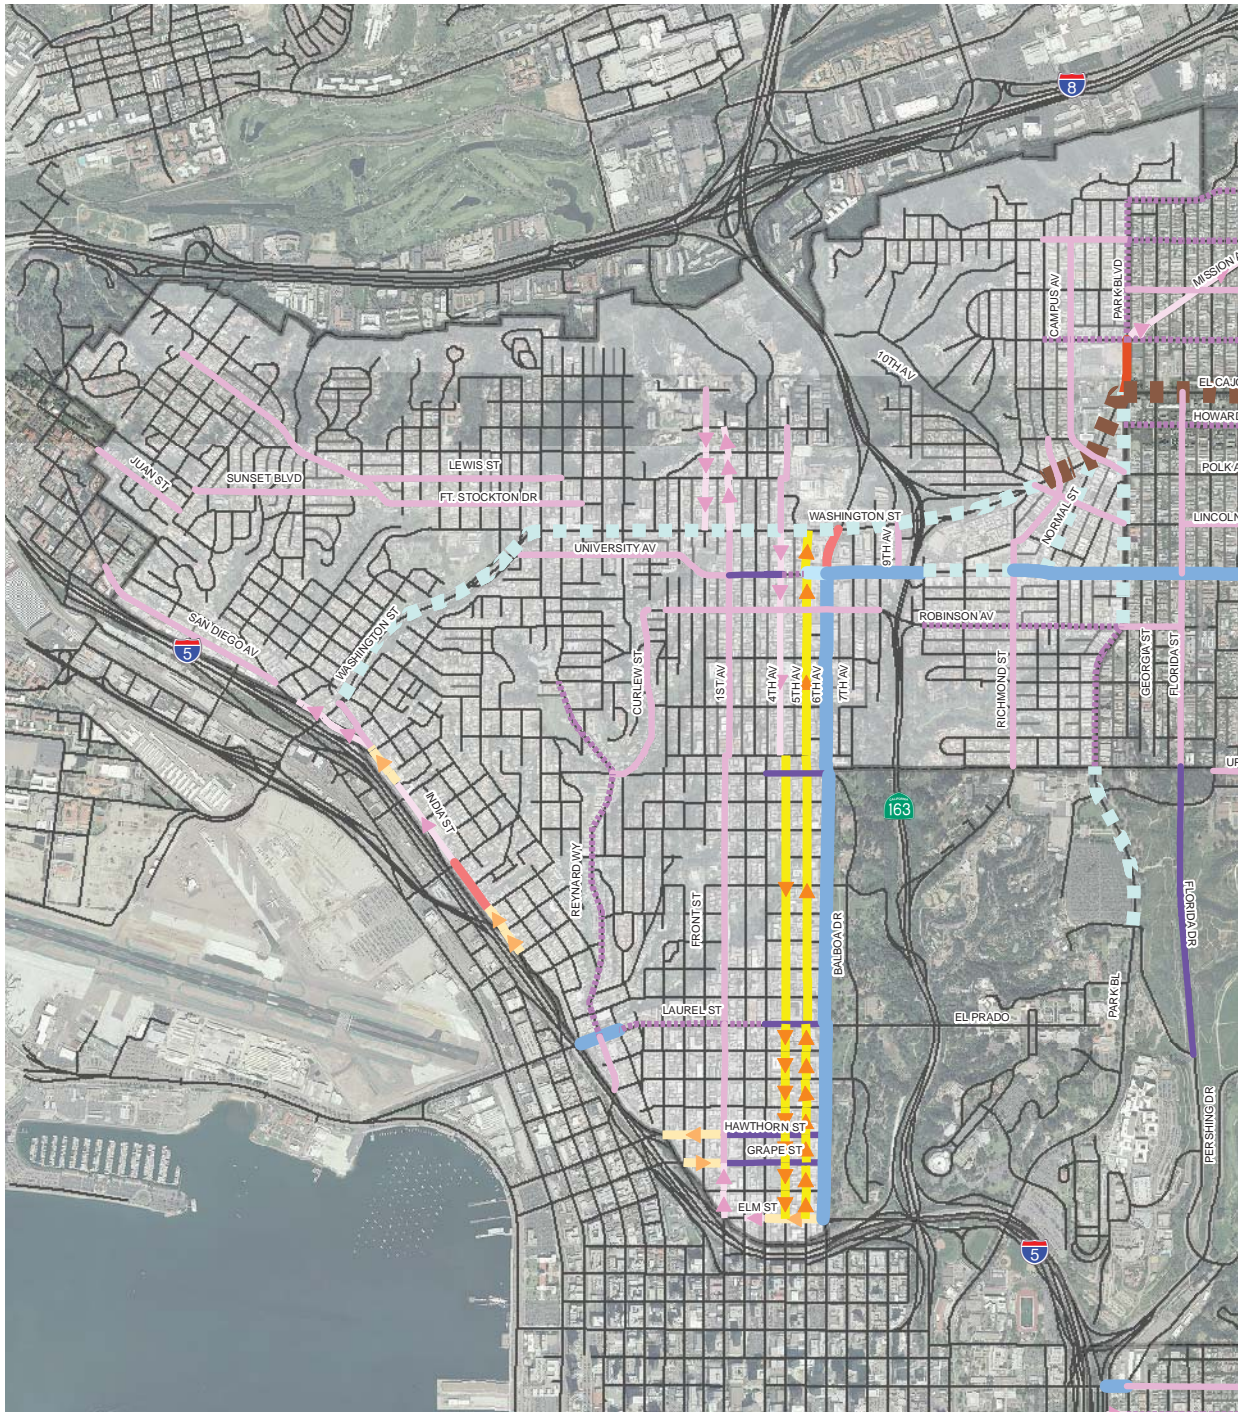 8
CAMPUS AV
PARK BLVD
MISSION A
10TH AV
EL CAJO
HOWARD
JUAN ST
SUNSET BLVD
LEWIS ST
FT. STOCKTON DR
POLK A
NORMAL ST
LINCOLN
WASHINGTON ST
UNIVERSITY AV
9TH AV
SAN DIEGO AV
5
WASHINGTON ST
ROBINSON AV
CURLEW ST
1ST AV
4TH AV
5TH AV
6TH AV
7TH AV
RICHMOND ST
GEORGIA ST
FLORIDA ST
UP
INDIA ST
CALIFORNIA
163
REYNARD WY
FRONT ST
BALBOA DR
FLORIDA DR
LAUREL ST
EL PRADO
PARK BL
HAWTHORN ST
GRAPE ST
PERSHING DR
ELM ST
5